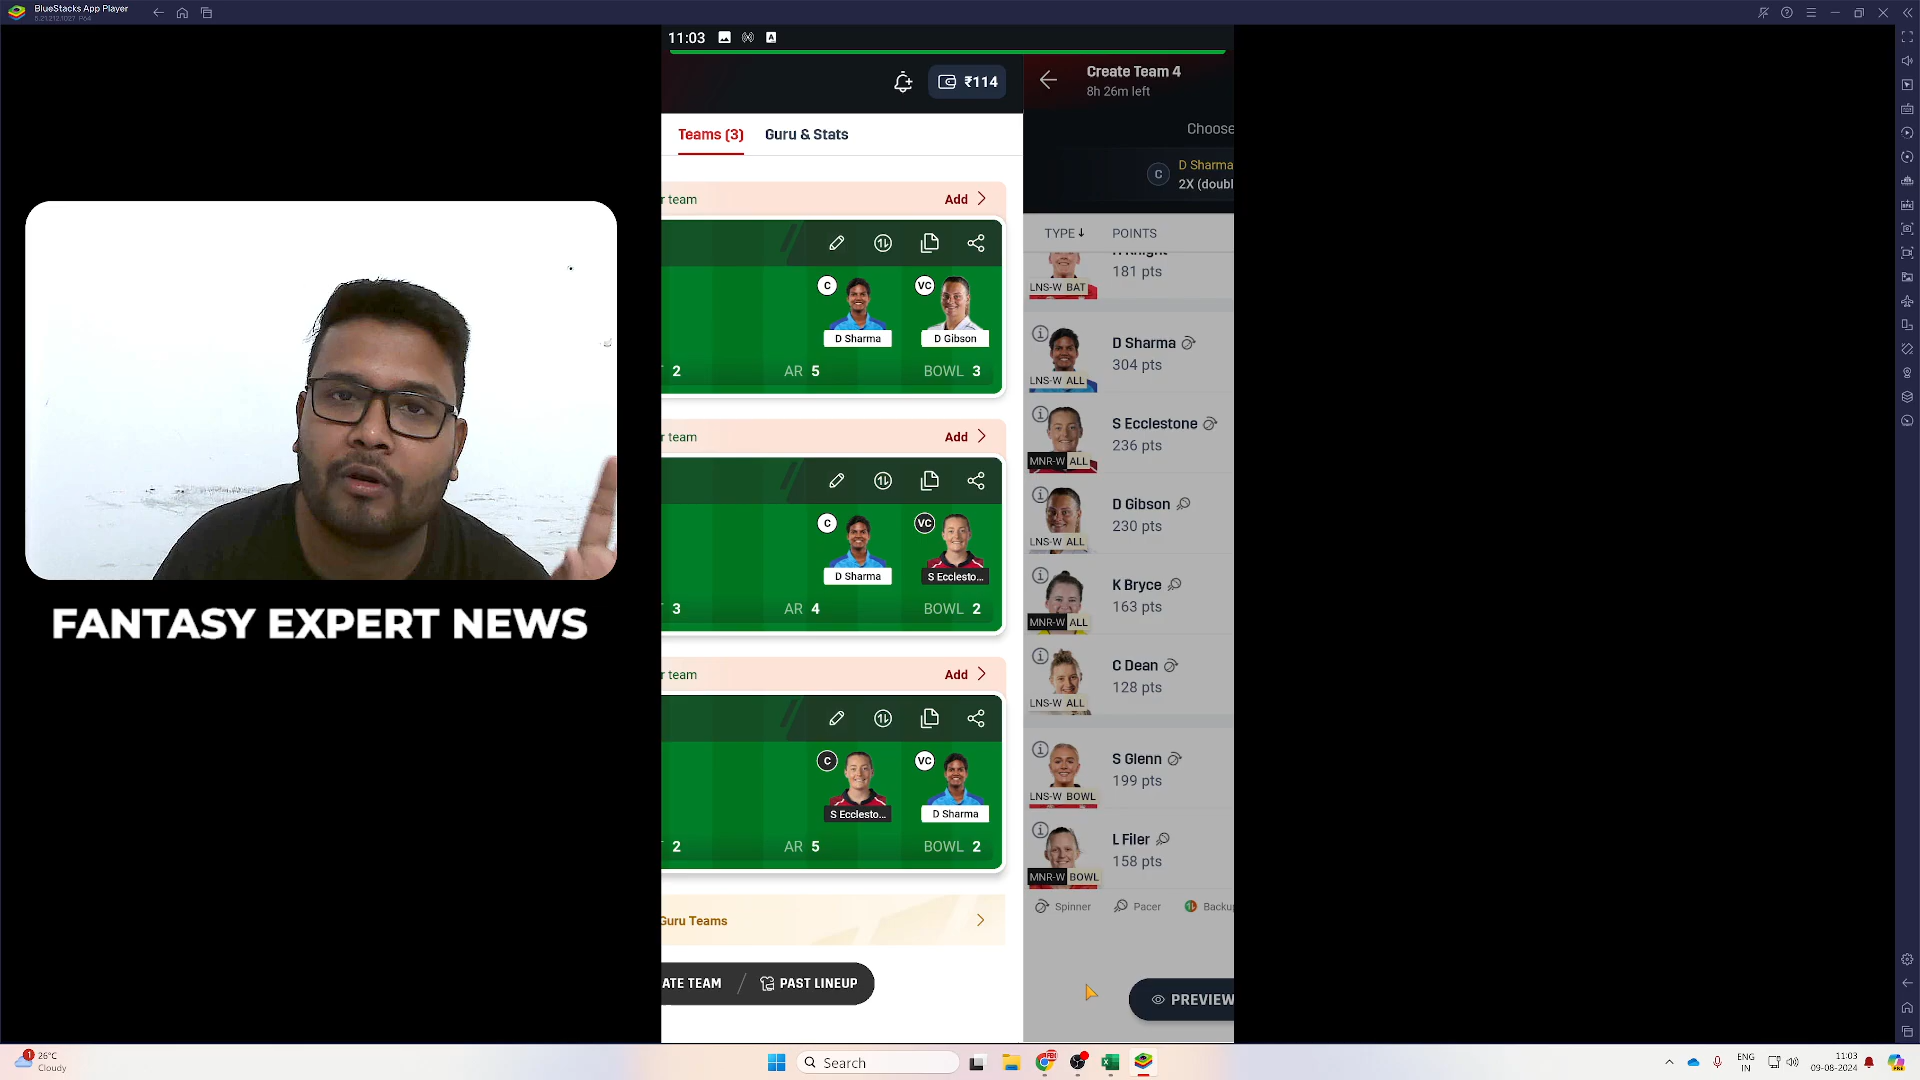 BlueStacks App Player
5.21.212.1027 P64
11:03
A
₹114
Create Team 4
8h 26m left
Teams (3)
Guru & Stats
Choose
C
D Sharma
2X (doubl
r team
Add
TYPE
POINTS
181 pts
LNS-W BAT
C
VC
D Sharma
D Gibson
2
AR 5
BOWL 3
D Sharma
304 pts
LNS-W ALL
r team
Add
S Ecclestone
236 pts
MNR-W ALL
C
VC
D Sharma
S Ecclesto...
3
AR 4
BOWL 2
D Gibson
230 pts
LNS-W ALL
K Bryce
163 pts
MNR-W ALL
FANTASY EXPERT NEWS
r team
Add
C Dean
128 pts
LNS-W ALL
C
VC
S Ecclesto...
D Sharma
2
AR 5
BOWL 2
S Glenn
199 pts
LNS-W BOWL
L Filer
158 pts
MNR-W BOWL
Guru Teams
Spinner
Pacer
Backu
ATE TEAM
PAST LINEUP
PREVIEW
1
26°C
Cloudy
Search
ENG
IN
11:03
09-08-2024